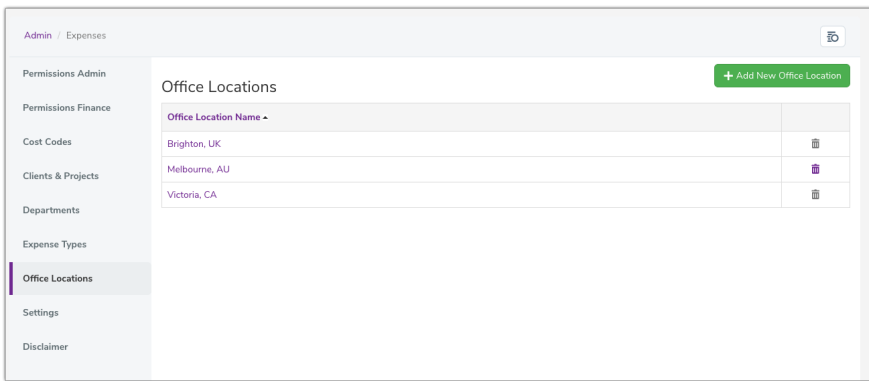 Admin / Expenses
Permissions Admin
Permissions Finance
Cost Codes
Clients & Projects
Departments
Expense Types
Office Locations
Settings
Disclaimer
Office Locations
+ Add New Office Location
Office Location Name
Brighton, UK
Melbourne, AU
Victoria, CA